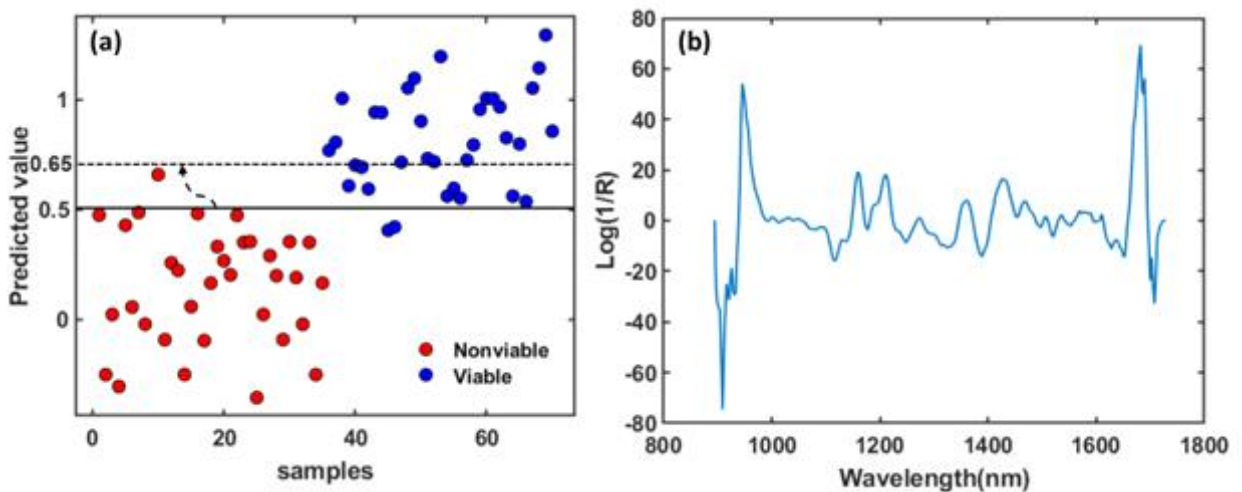 (a)
Predicted value
1
0.65
0.5
0
Nonviable
Viable
0 20 40 60
samples
(b)
Log(1/R)
80
60
40
20
0
-20
-40
-60
-80
800 1000 1200 1400 1600 1800
Wavelength(nm)